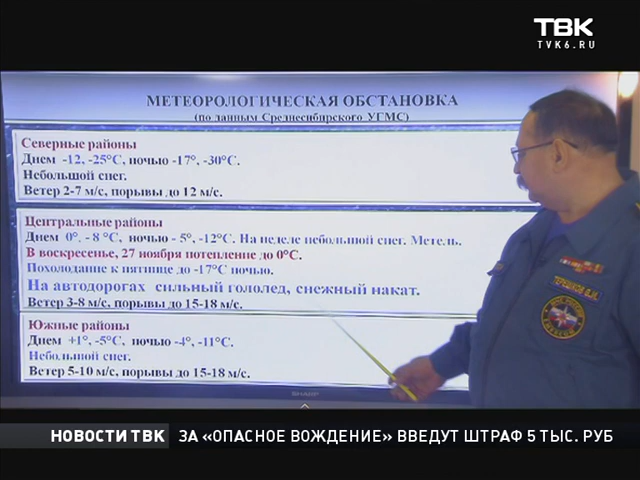 ТВК
TVK6.RU
МЕТЕОРОЛОГИЧЕСКАЯ ОБСТАНОВКА
(по данным Среднесибирского УГМС)
Северные районы
Днем -12, -25°С, ночью -17°, -30°С.
Небольшой снег.
Ветер 2-7 м/с, порывы до 12 м/с.
Центральные районы
Днем 0°, - 8 °С, ночью - 5°, -12°С. На неделе небольшой снег. Метель.
В воскресенье, 27 ноября потепление до 0°С.
Похолодание к пятнице до -17°С ночью.
На автодорогах сильный гололед, снежный накат.
Ветер 3-8 м/с, порывы до 15-18 м/с.
Южные районы
Днем +1°, -5°С, ночью -4°, -11°С.
Небольшой снег.
Ветер 5-10 м/с, порывы до 15-18 м/с.
SHARP
ТЕРЕШКОВ
МЧС РОССИИ
НОВОСТИ ТВК
ЗА «ОПАСНОЕ ВОЖДЕНИЕ» ВВЕДУТ ШТРАФ 5 ТЫС. РУБ